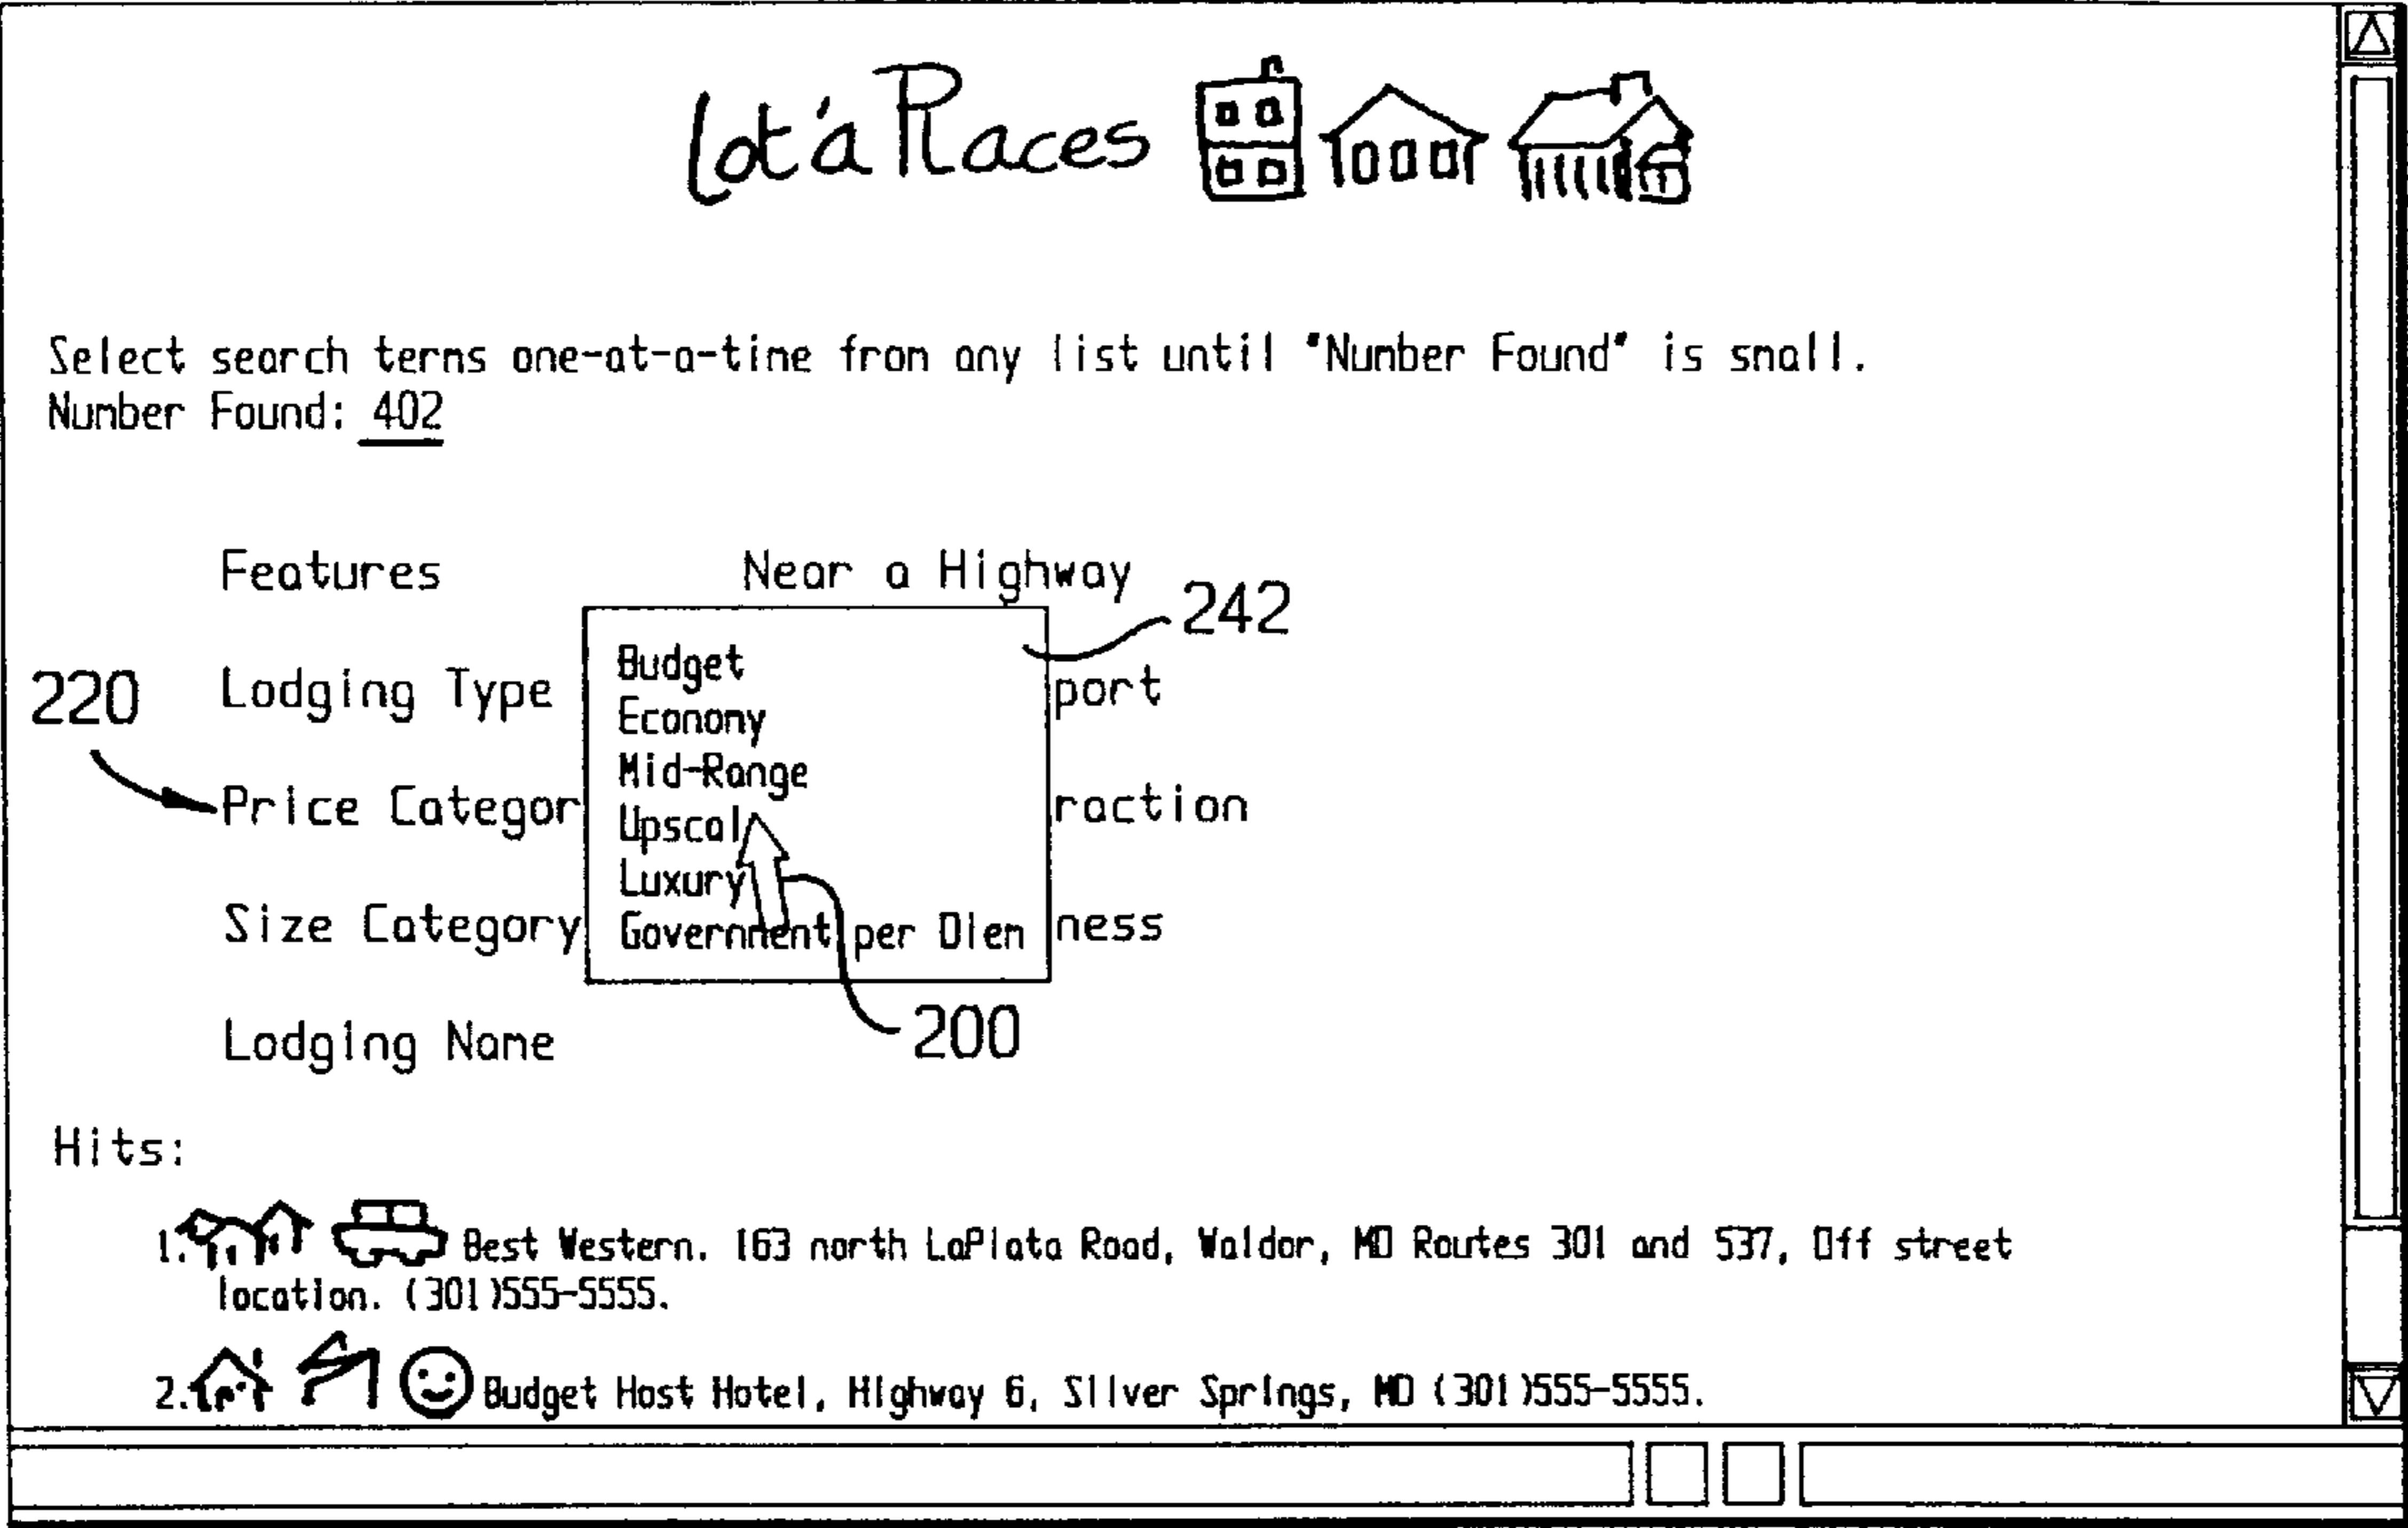 Lot'a Places
Select search terms one-at-a-time from any list until "Number Found" is small.
Number Found: 402
Features Near a Highway
242
Budget
220 Lodging Type port
Economy
Mid-Range
Price Categor raction
Upscal
Luxury
Size Category Government per Diem ness
200
Lodging Name
Hits:
1. Best Western. 163 north LaPlata Road, Waldor, MD Routes 301 and 537, Off street
location. (301)555-5555.
2. Budget Host Hotel, Highway 6, Silver Springs, MD (301)555-5555.